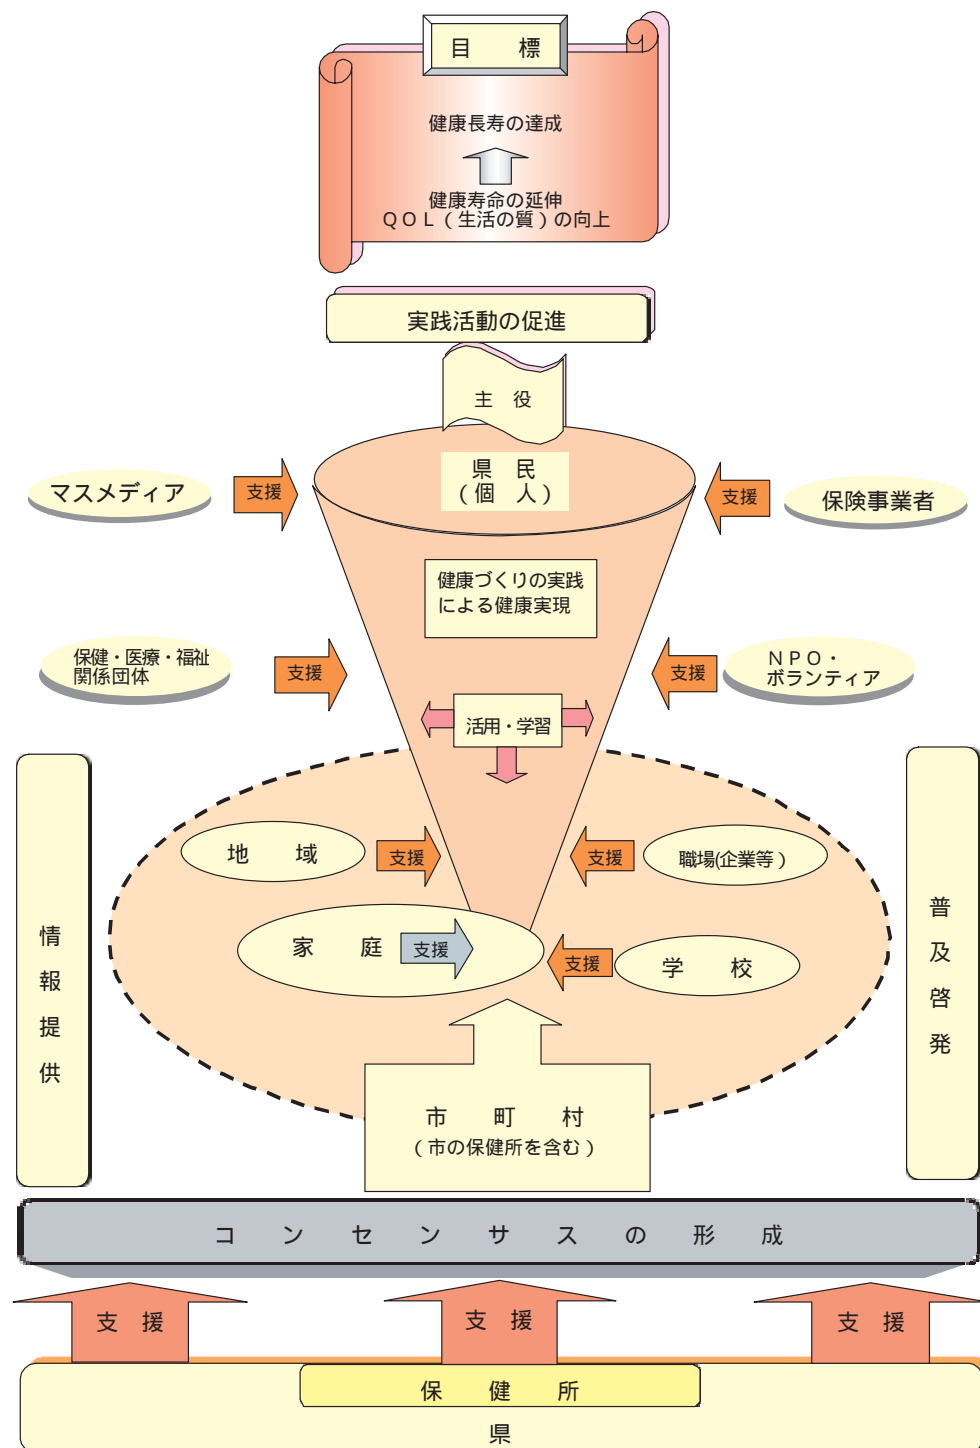 目　標
健康長寿の達成
健康寿命の延伸
ＱＯＬ（生活の質）の向上
実践活動の促進
主　役
県　民
（個　人）
マスメディア
支援
支援
保険事業者
健康づくりの実践
による健康実現
保健・医療・福祉
関係団体
支援
支援
ＮＰＯ・
ボランティア
活用・学習
地　域
支援
支援
職場(企業等）
家　庭
支援
支援
学　校
情報提供
普及啓発
市　町　村
（市の保健所を含む）
コンセンサスの形成
支　援
支　援
支　援
保　健　所
県